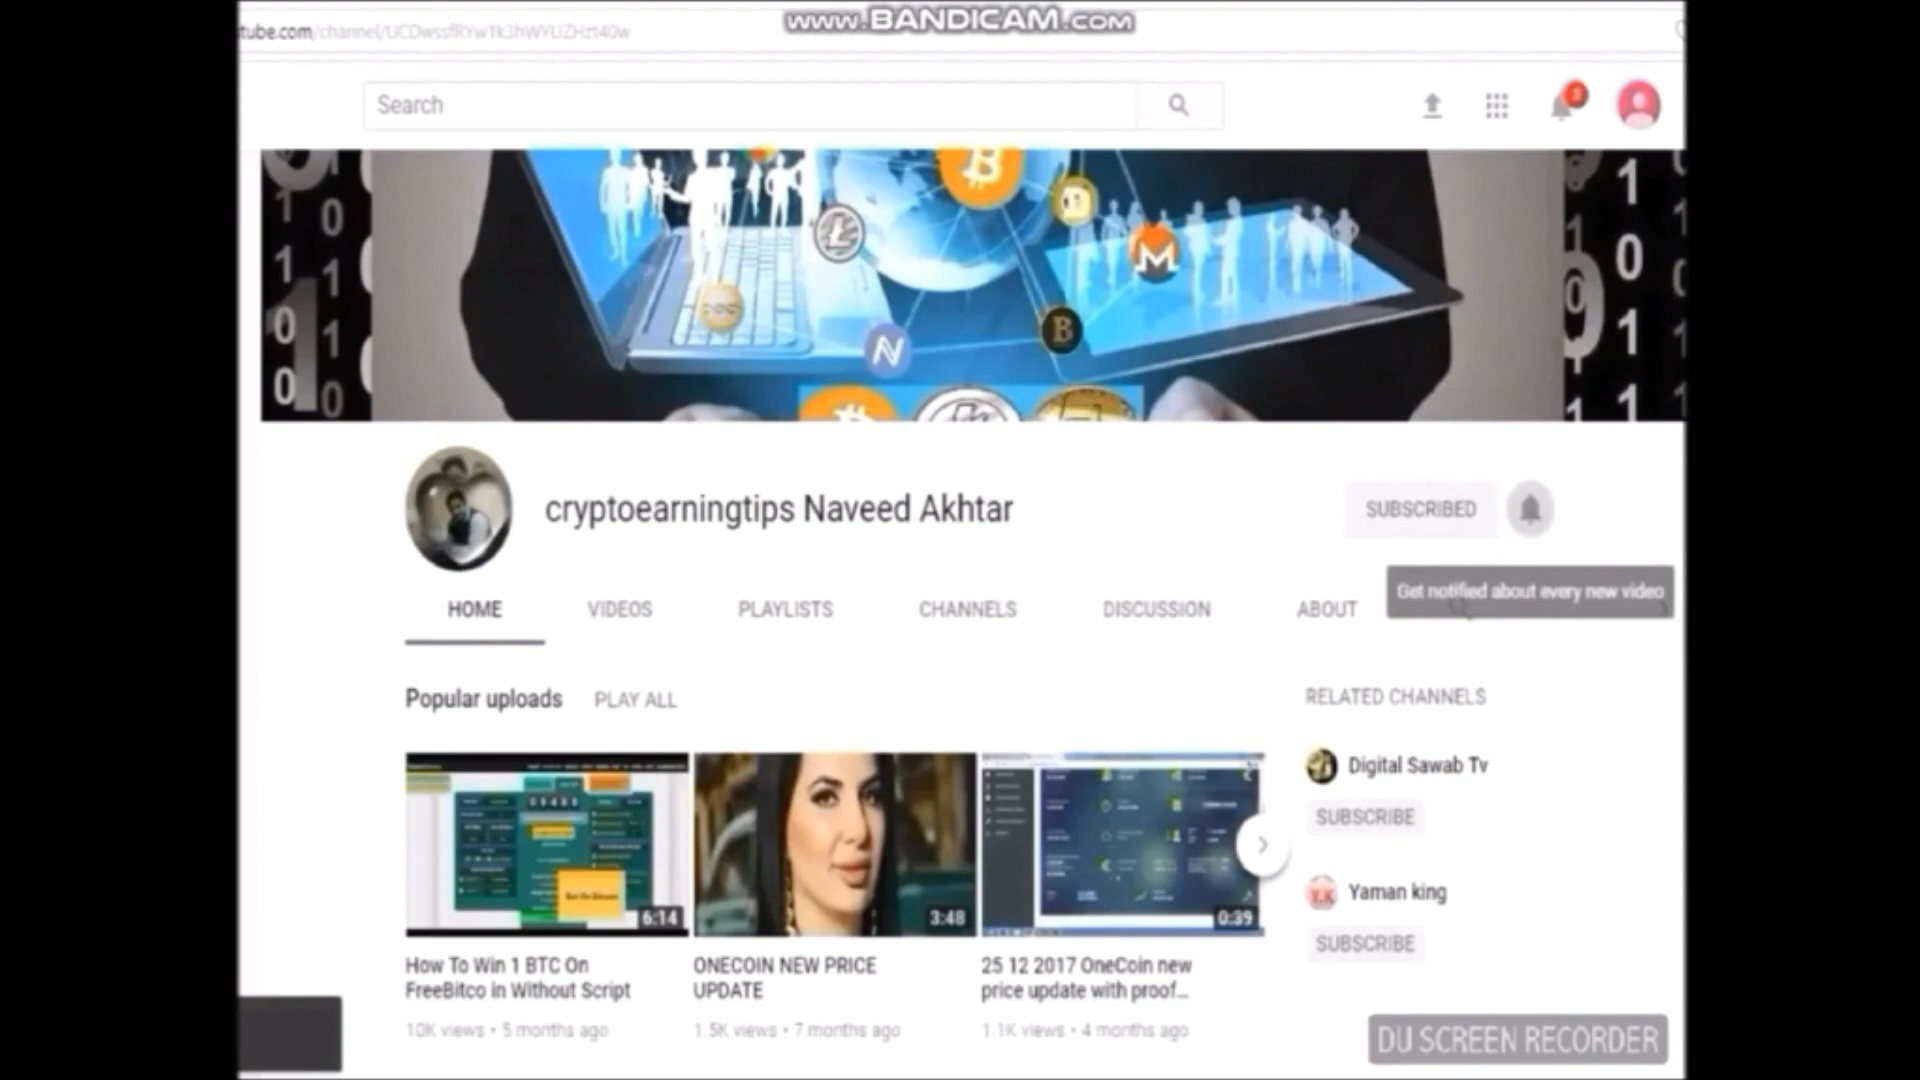 www.BANDICAM.com
tube.com/channel/UCDwssfRYw1k3hWYUZHzt40w
Search
3
cryptoearningtips Naveed Akhtar
SUBSCRIBED
Get notified about every new video
HOME VIDEOS PLAYLISTS CHANNELS DISCUSSION ABOUT
Popular uploads PLAY ALL
RELATED CHANNELS
Digital Sawab Tv
SUBSCRIBE
Yaman king
SUBSCRIBE
6:14
3:48
0:39
How To Win 1 BTC On
FreeBitco in Without Script
10K views • 5 months ago
ONECOIN NEW PRICE
UPDATE
1.5K views • 7 months ago
25 12 2017 OneCoin new
price update with proof...
1.1K views • 4 months ago
DU SCREEN RECORDER